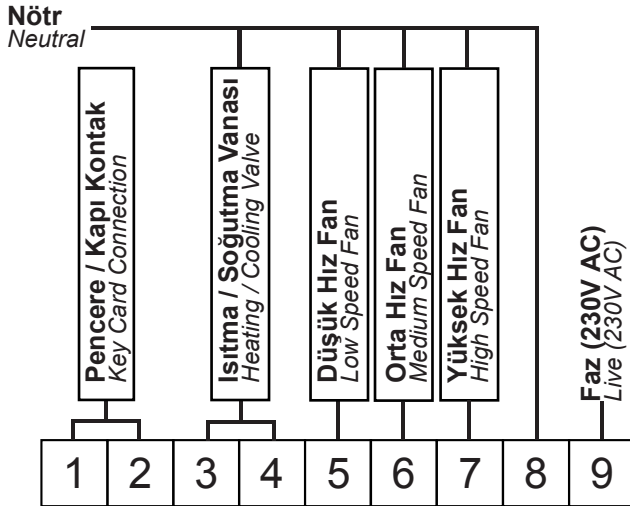 Nötr
Neutral
Pencere / Kapı Kontak
Key Card Connection
Isıtma / Soğutma Vanası
Heating / Cooling Valve
Düşük Hız Fan
Low Speed Fan
Orta Hız Fan
Medium Speed Fan
Yüksek Hız Fan
High Speed Fan
Faz (230V AC)
Live (230V AC)
1 2 3 4 5 6 7 8 9